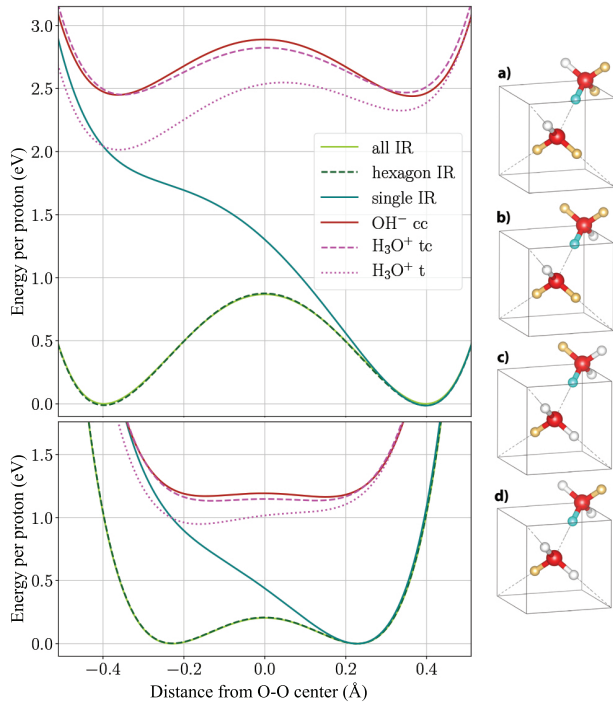 3.0
2.5
2.0
1.5
1.0
0.5
0.0
Energy per proton (eV)
all IR
hexagon IR
single IR
OH⁻ cc
H₃O⁺ tc
H₃O⁺ t
1.5
1.0
0.5
0.0
Energy per proton (eV)
−0.4 −0.2 0.0 0.2 0.4
Distance from O-O center (Å)
a)
b)
c)
d)